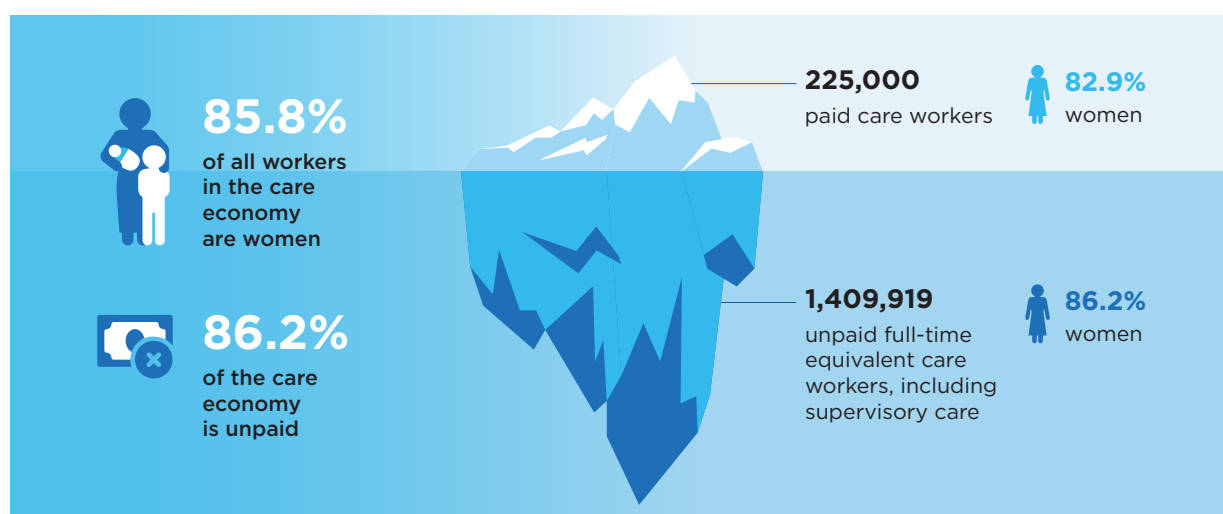 85.8%
of all workers
in the care
economy
are women
86.2%
of the care
economy
is unpaid
225,000
paid care workers
82.9%
women
1,409,919
unpaid full-time
equivalent care
workers, including
supervisory care
86.2%
women